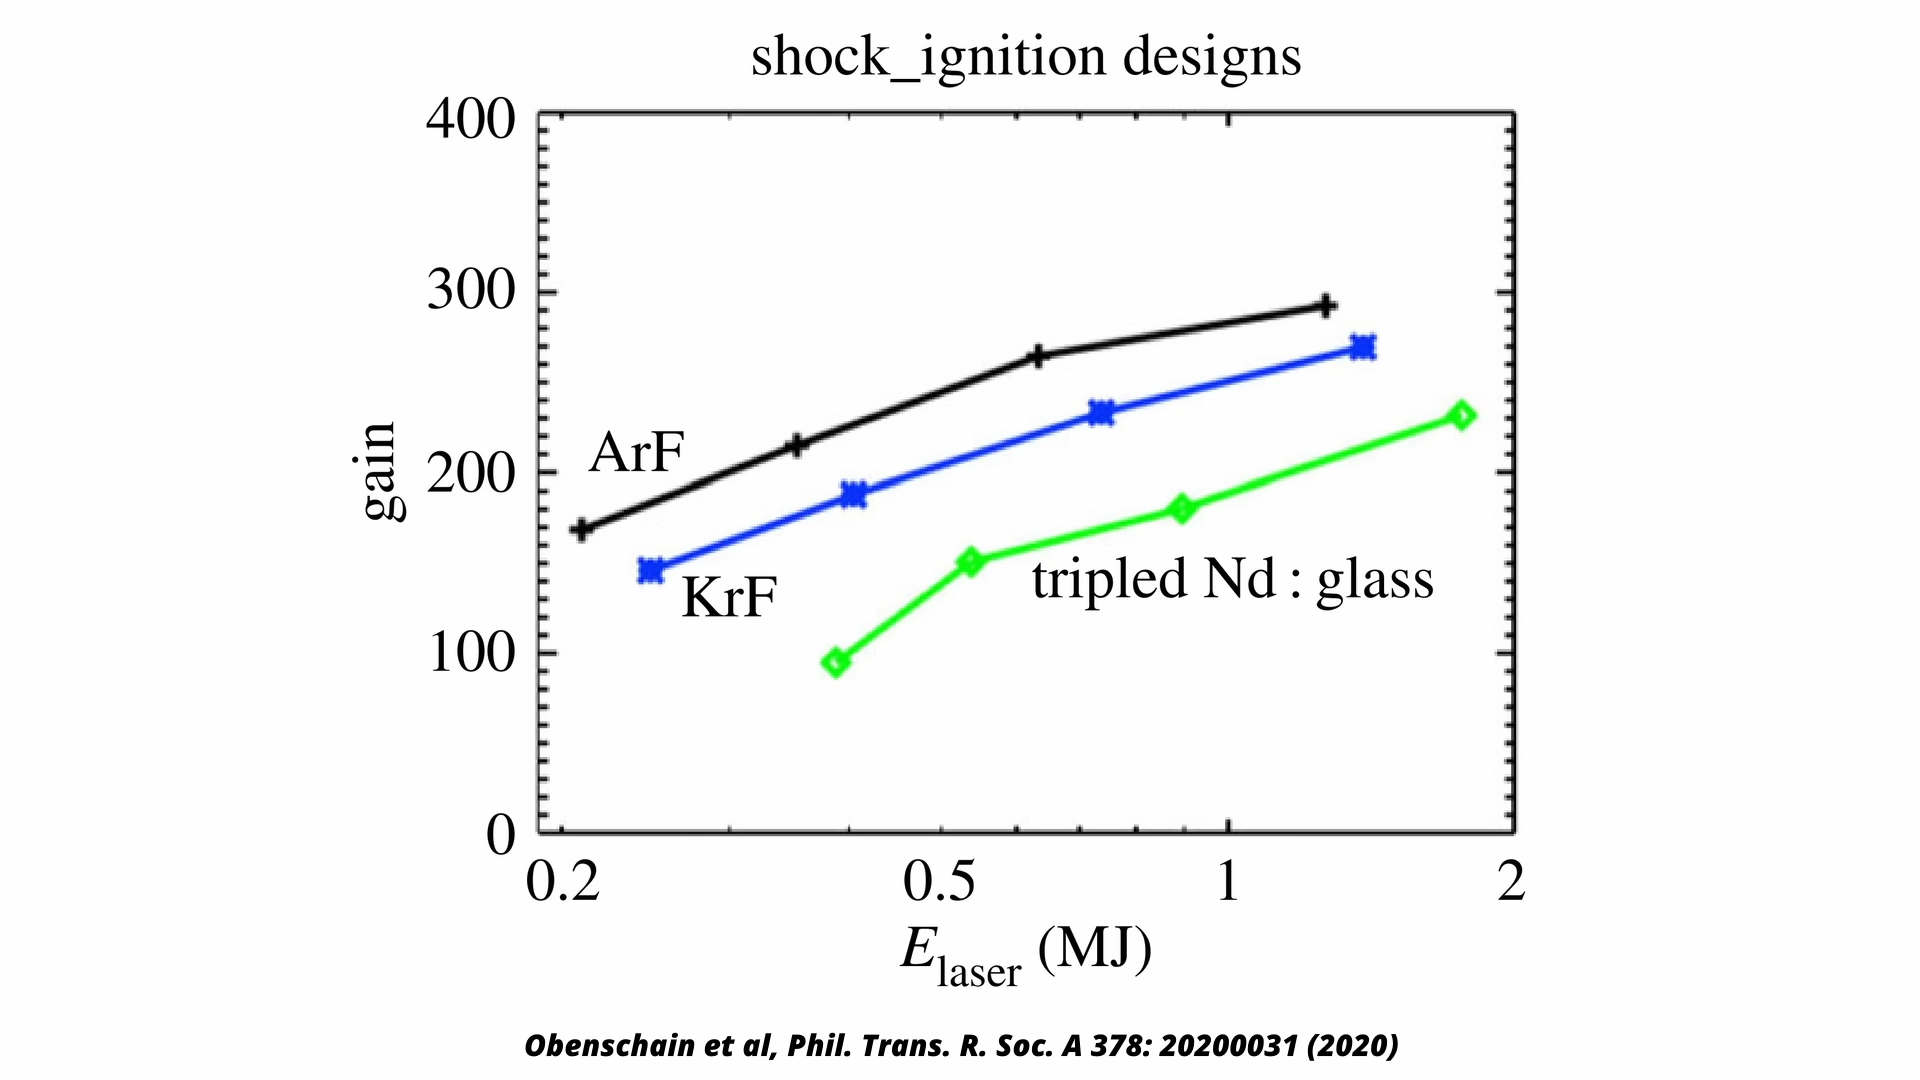 shock_ignition designs
400
300
200
100
0
gain
ArF
KrF
tripled Nd : glass
0.2 0.5 1 2
Elaser (MJ)
Obenschain et al, Phil. Trans. R. Soc. A 378: 20200031 (2020)